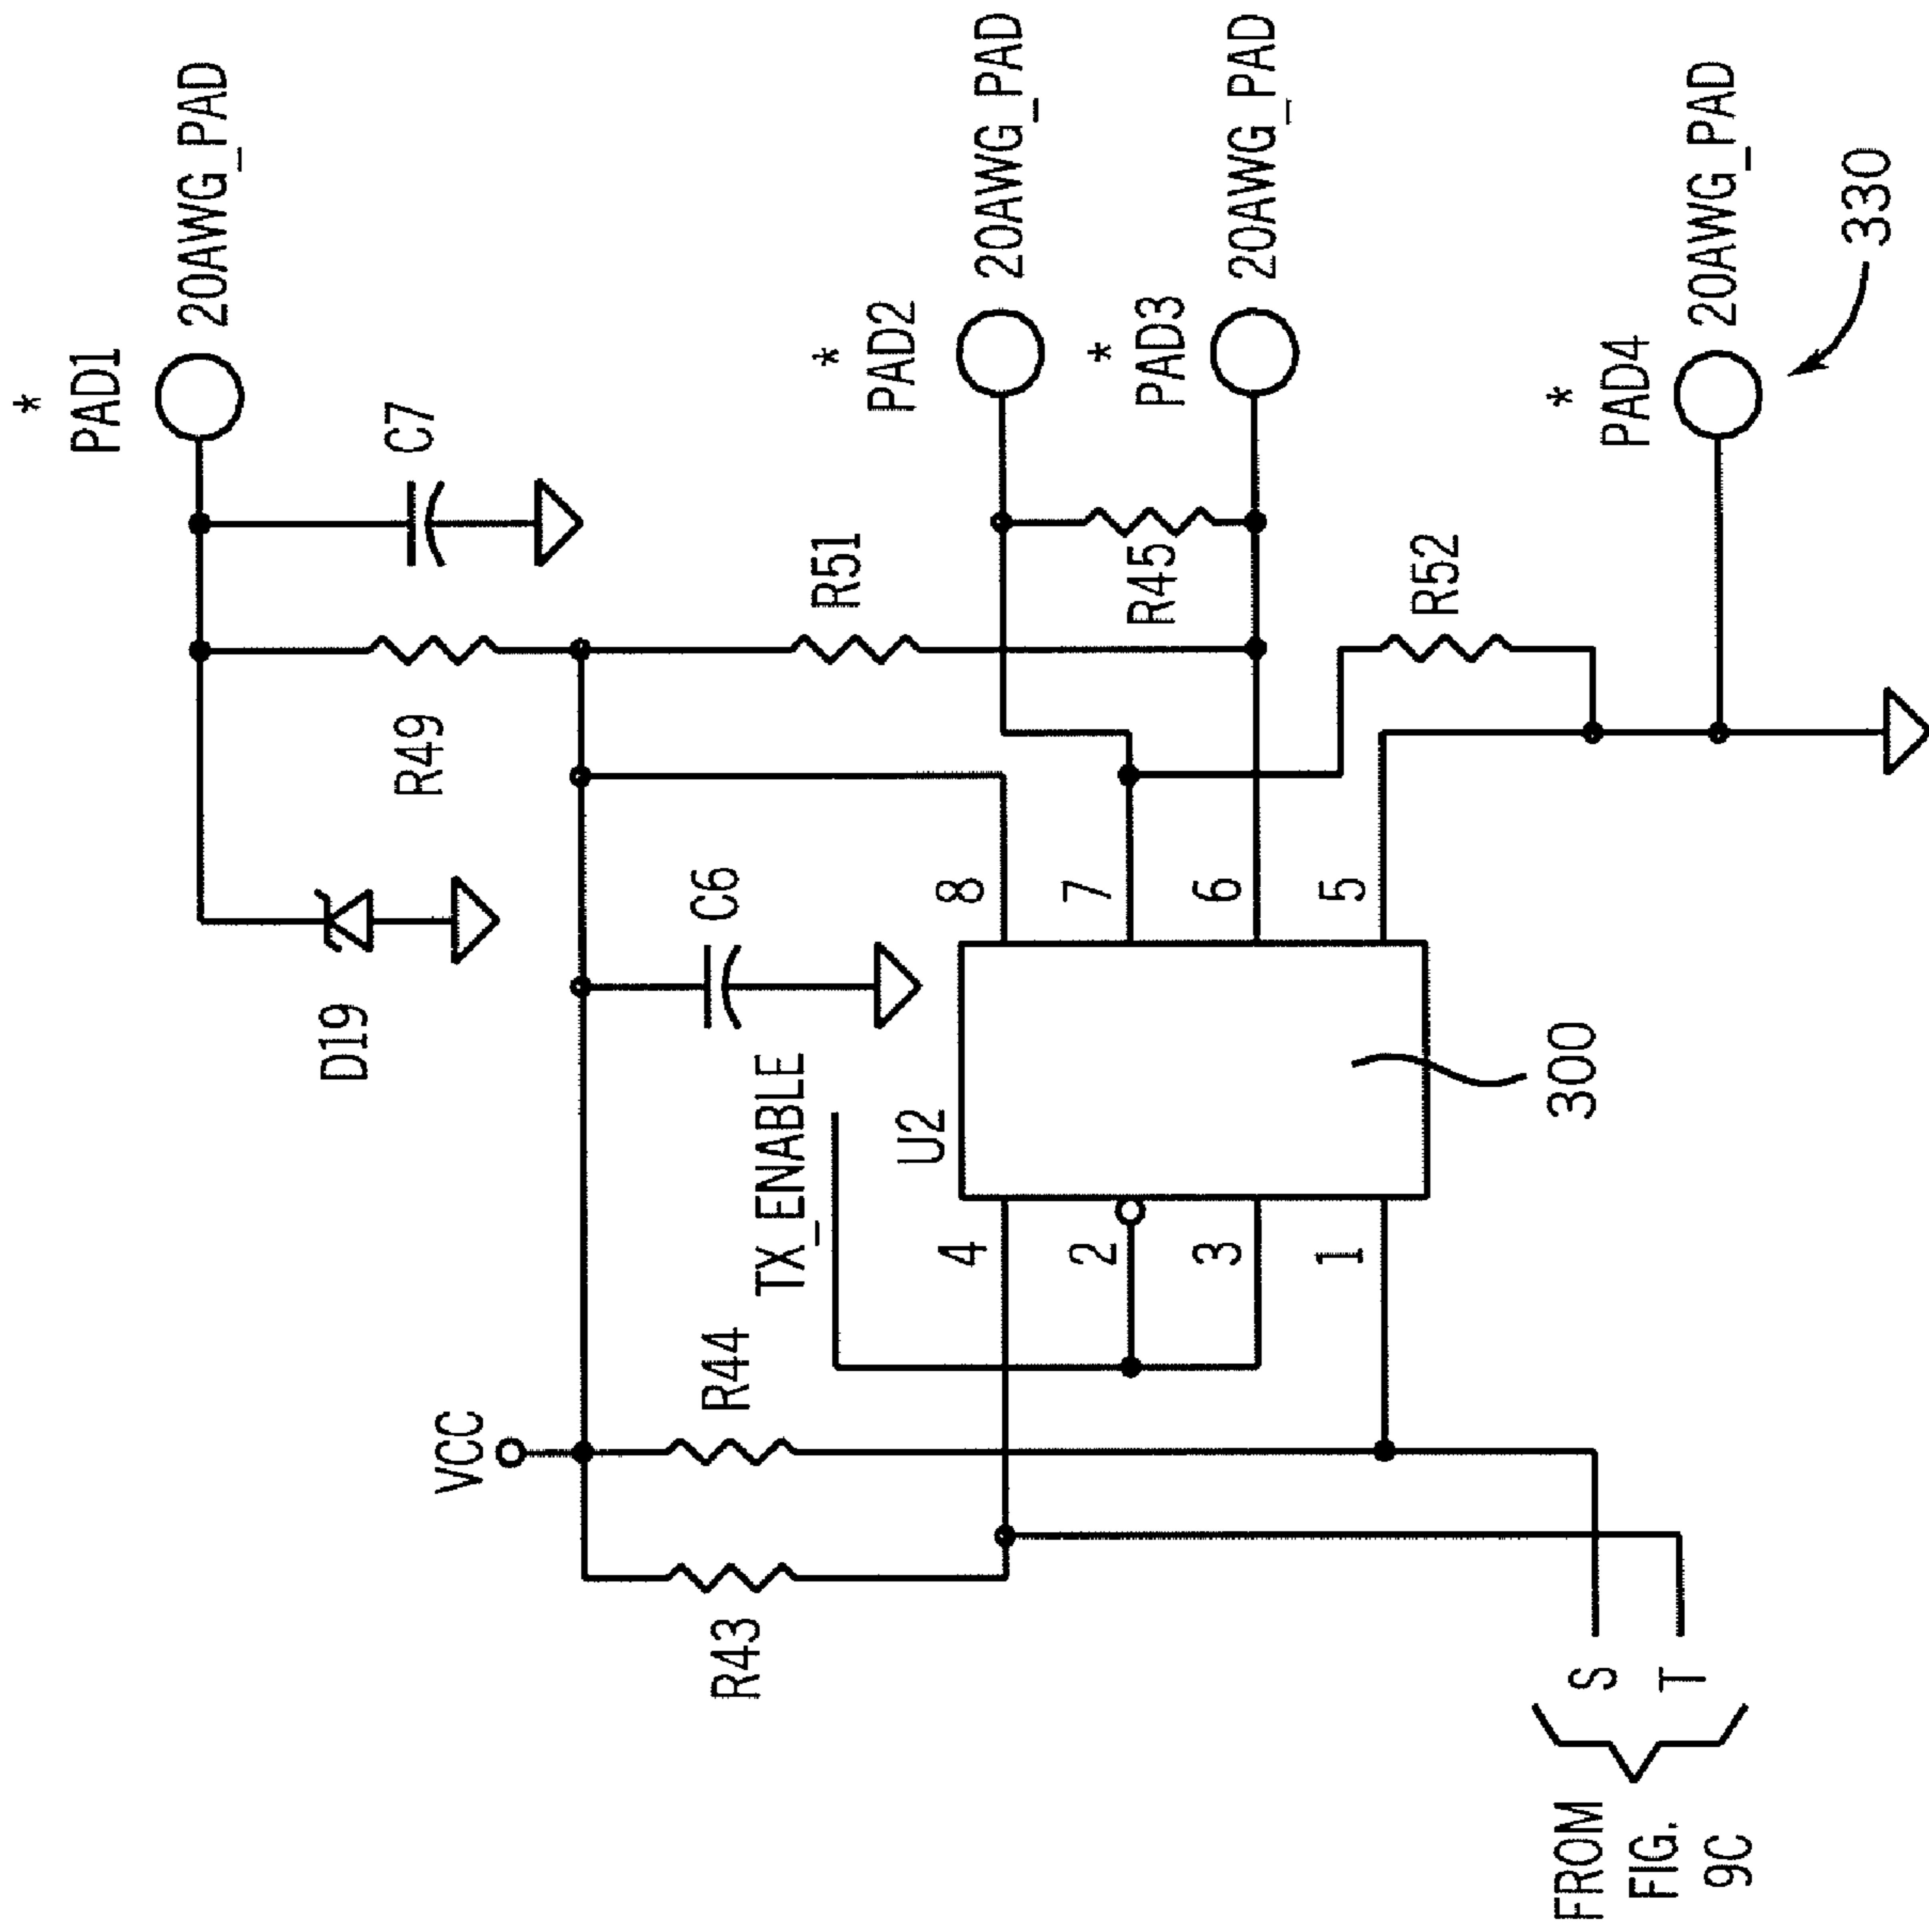 *
PAD1
20AWG_PAD
C7
R49
D19
R51
*
PAD2
20AWG_PAD
*
PAD3
20AWG_PAD
R45
R52
*
PAD4
20AWG_PAD
330
VCC
C6
TX_ENABLE
R44
R43
U2
8
7
6
5
4
2
3
1
300
S
T
FROM
FIG.
9C